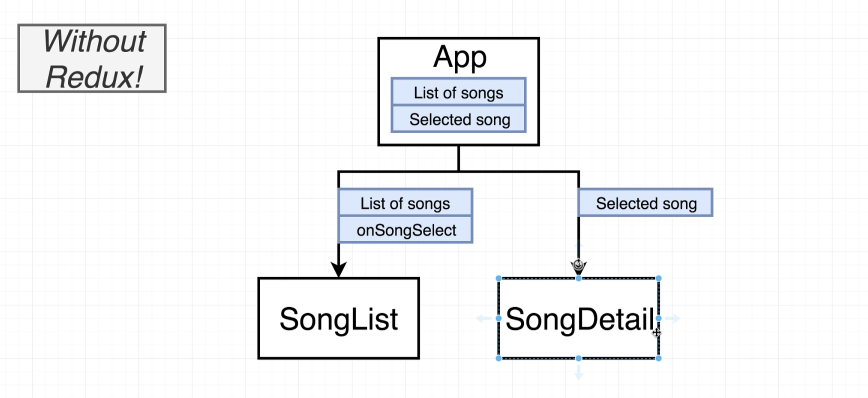 Without
Redux!
App
List of songs
Selected song
List of songs
onSongSelect
Selected song
SongList
SongDetail